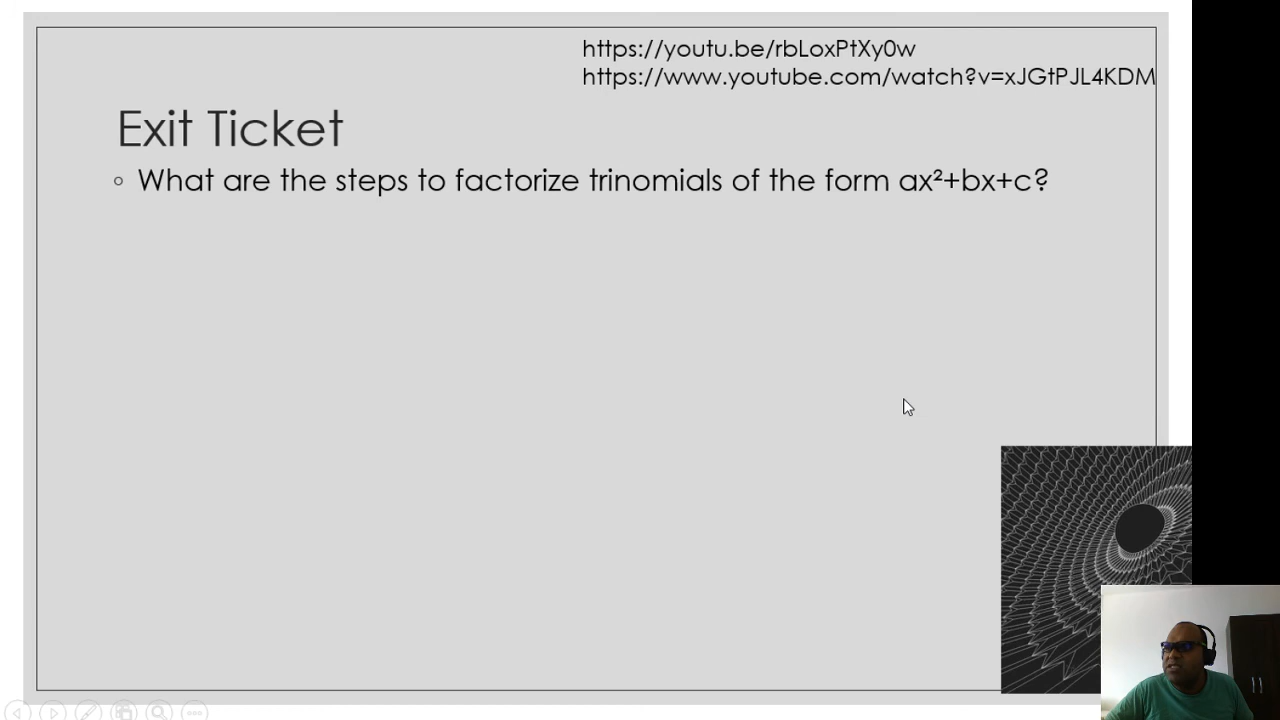 https://youtu.be/rbLoxPtXy0w
https://www.youtube.com/watch?v=xJGtPJL4KDM
Exit Ticket
What are the steps to factorize trinomials of the form ax²+bx+c?